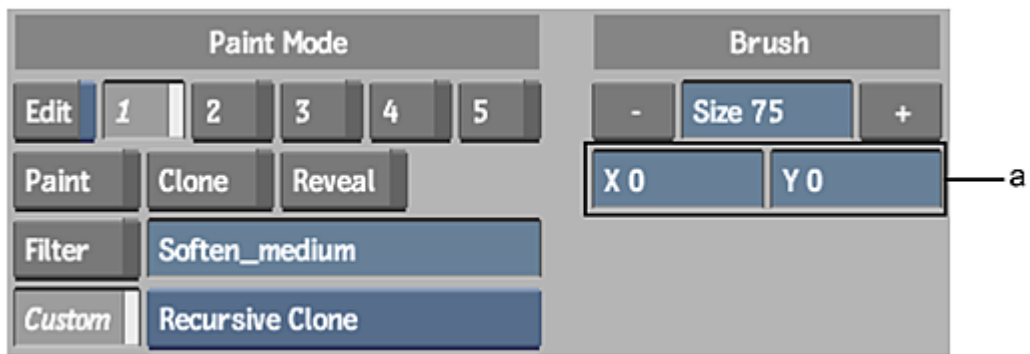 Paint Mode Brush
Edit 1 2 3 4 5 - Size 75 +
Paint Clone Reveal X 0 Y 0 a
Filter Soften_medium
Custom Recursive Clone